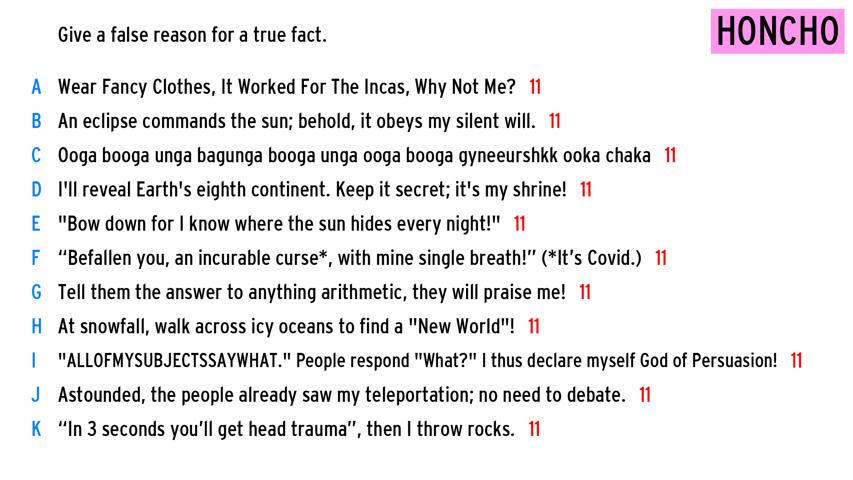 Give a false reason for a true fact.
HONCHO
A Wear Fancy Clothes, It Worked For The Incas, Why Not Me? 11
B An eclipse commands the sun; behold, it obeys my silent will. 11
C Ooga booga unga bagunga booga unga ooga booga gyneeurshkk ooka chaka 11
D I'll reveal Earth's eighth continent. Keep it secret; it's my shrine! 11
E "Bow down for I know where the sun hides every night!" 11
F “Befallen you, an incurable curse*, with mine single breath!” (*It’s Covid.) 11
G Tell them the answer to anything arithmetic, they will praise me! 11
H At snowfall, walk across icy oceans to find a "New World"! 11
I "ALLOFMYSUBJECTSSAYWHAT." People respond "What?" I thus declare myself God of Persuasion! 11
J Astounded, the people already saw my teleportation; no need to debate. 11
K “In 3 seconds you’ll get head trauma”, then I throw rocks. 11